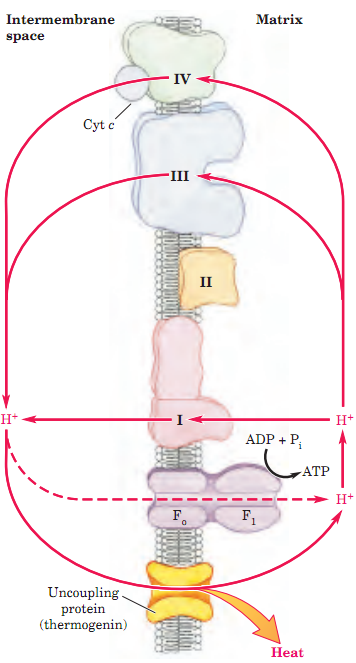 Intermembrane
space
Matrix
IV
Cyt c
III
II
H⁺
I
H⁺
ADP + Pᵢ
ATP
H⁺
Fₒ
F₁
Uncoupling
protein
(thermogenin)
Heat